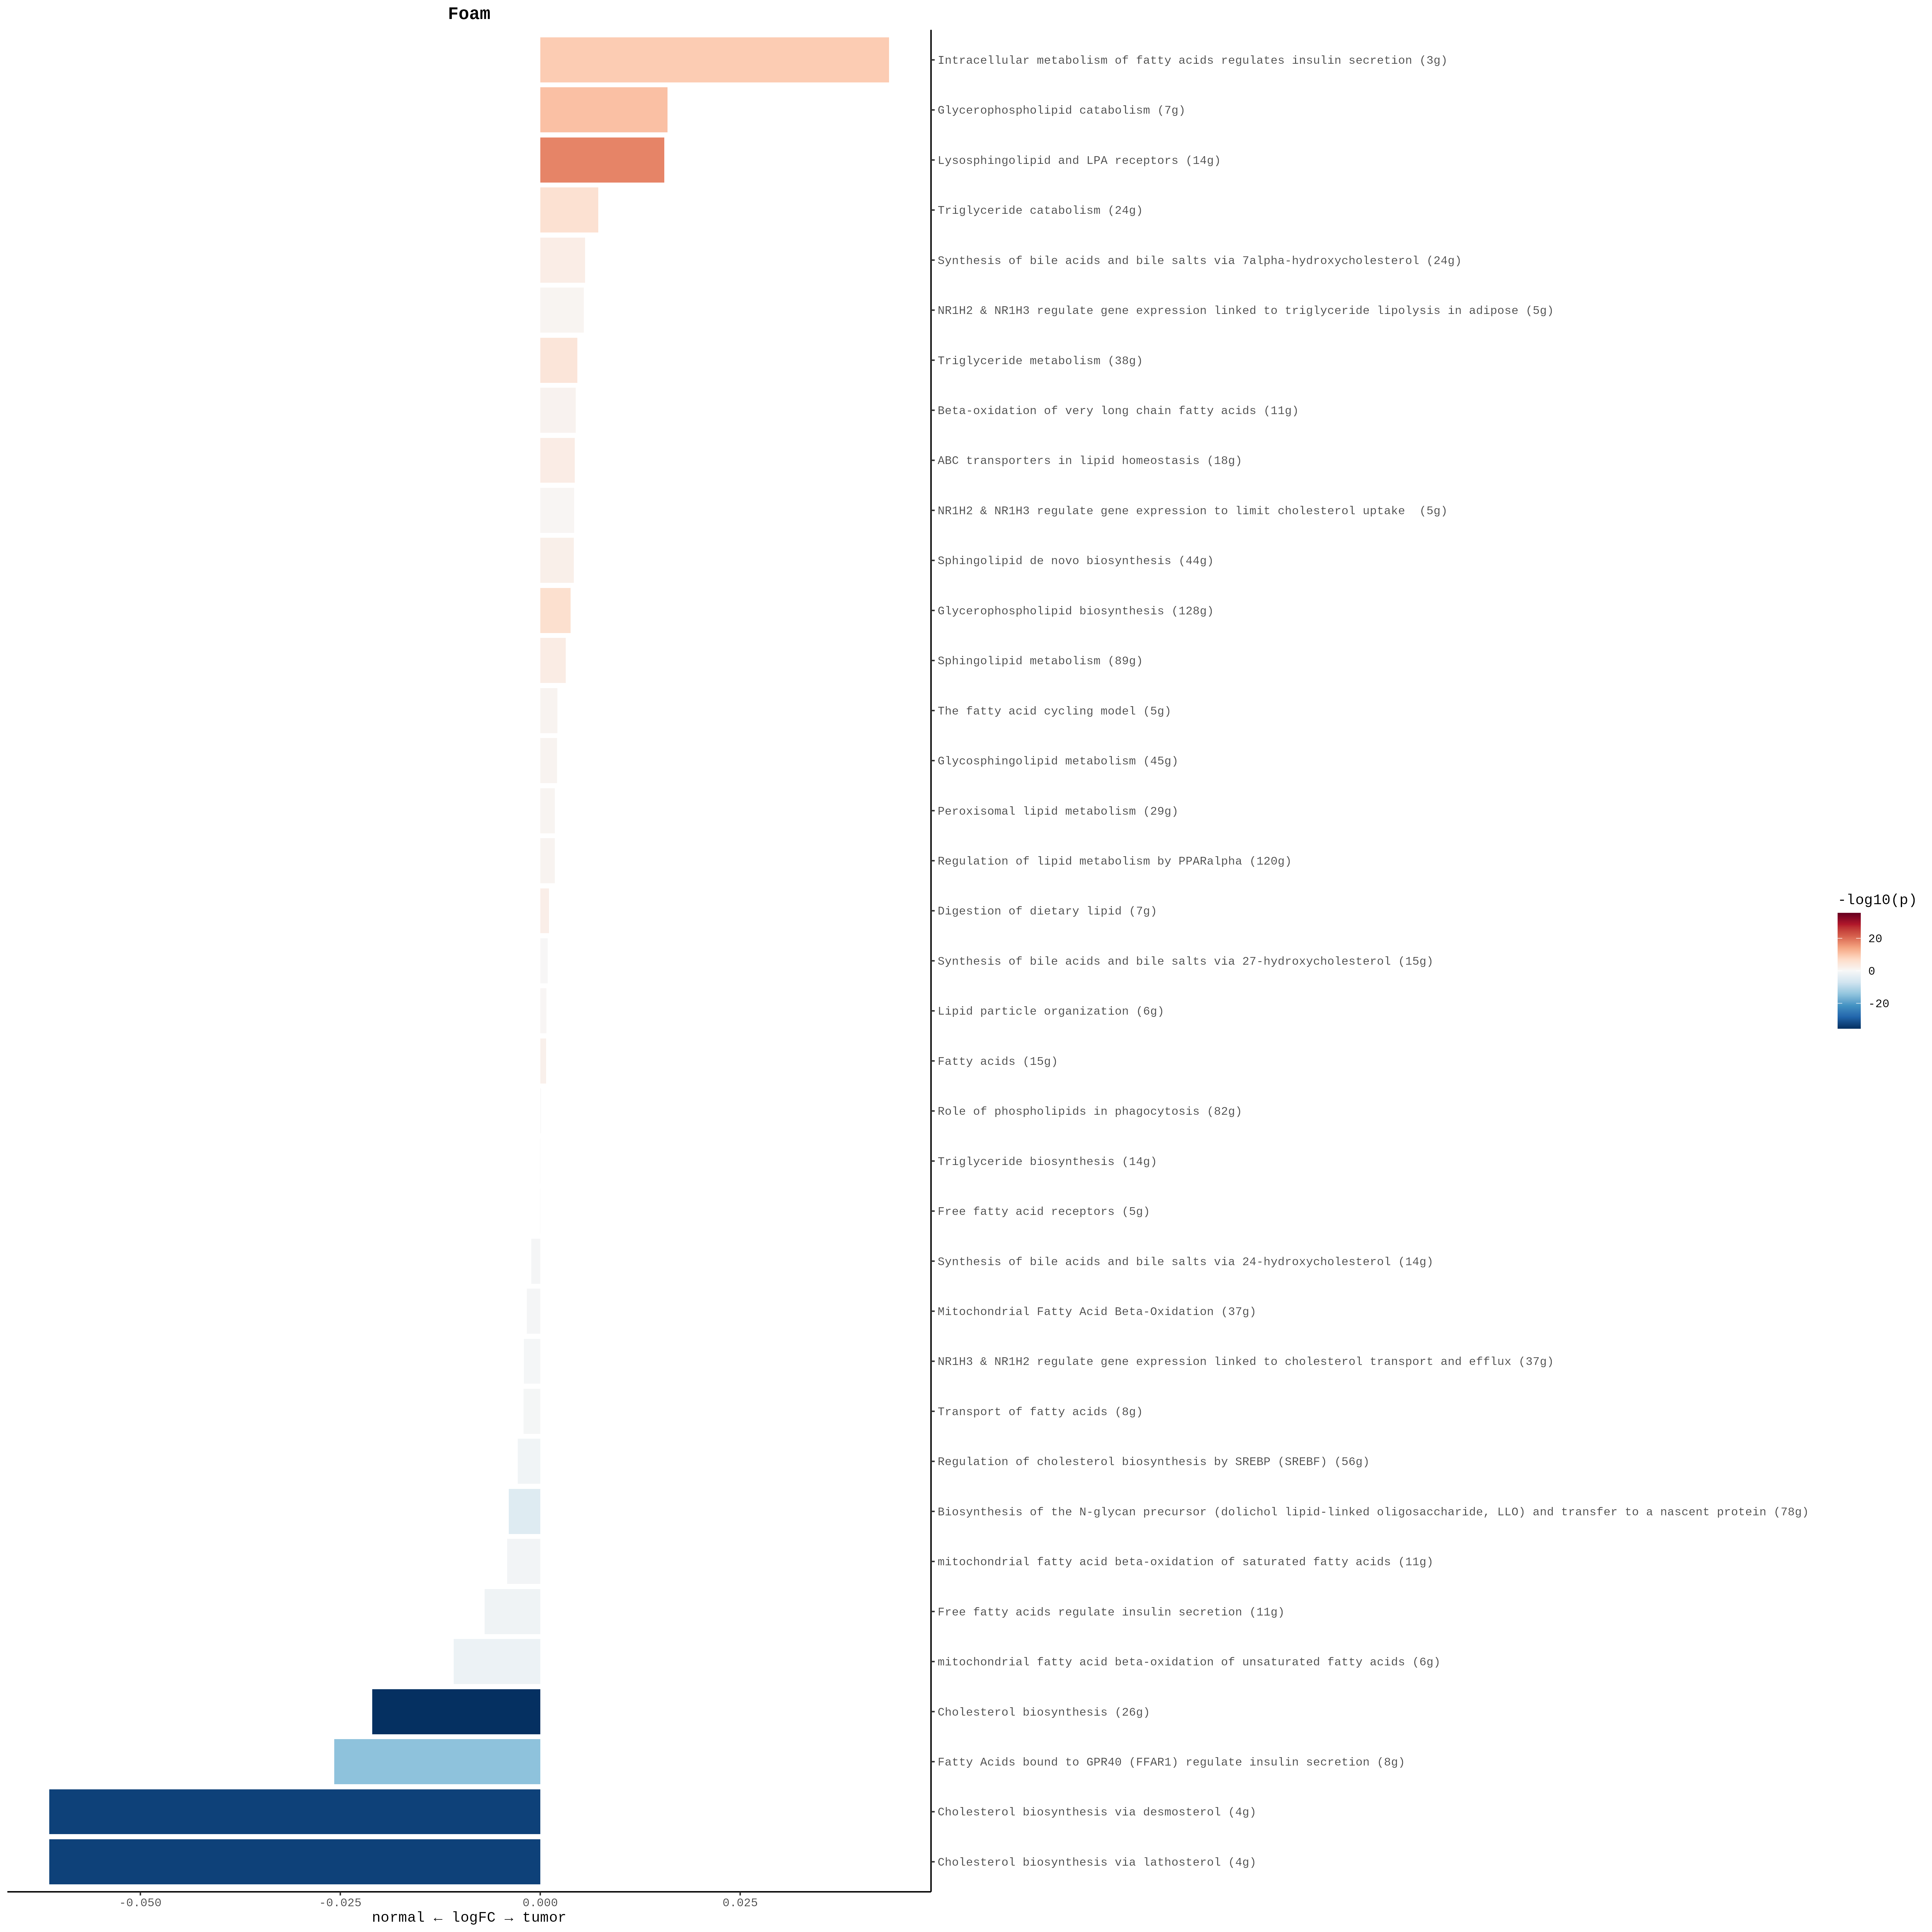 Foam
Intracellular metabolism of fatty acids regulates insulin secretion (3g)
Glycerophospholipid catabolism (7g)
Lysosphingolipid and LPA receptors (14g)
Triglyceride catabolism (24g)
Synthesis of bile acids and bile salts via 7alpha-hydroxycholesterol (24g)
NR1H2 & NR1H3 regulate gene expression linked to triglyceride lipolysis in adipose (5g)
Triglyceride metabolism (38g)
Beta-oxidation of very long chain fatty acids (11g)
ABC transporters in lipid homeostasis (18g)
NR1H2 & NR1H3 regulate gene expression to limit cholesterol uptake  (5g)
Sphingolipid de novo biosynthesis (44g)
Glycerophospholipid biosynthesis (128g)
Sphingolipid metabolism (89g)
The fatty acid cycling model (5g)
Glycosphingolipid metabolism (45g)
Peroxisomal lipid metabolism (29g)
Regulation of lipid metabolism by PPARalpha (120g)
Digestion of dietary lipid (7g)
Synthesis of bile acids and bile salts via 27-hydroxycholesterol (15g)
Lipid particle organization (6g)
Fatty acids (15g)
Role of phospholipids in phagocytosis (82g)
Triglyceride biosynthesis (14g)
Free fatty acid receptors (5g)
Synthesis of bile acids and bile salts via 24-hydroxycholesterol (14g)
Mitochondrial Fatty Acid Beta-Oxidation (37g)
NR1H3 & NR1H2 regulate gene expression linked to cholesterol transport and efflux (37g)
Transport of fatty acids (8g)
Regulation of cholesterol biosynthesis by SREBP (SREBF) (56g)
Biosynthesis of the N-glycan precursor (dolichol lipid-linked oligosaccharide, LLO) and transfer to a nascent protein (78g)
mitochondrial fatty acid beta-oxidation of saturated fatty acids (11g)
Free fatty acids regulate insulin secretion (11g)
mitochondrial fatty acid beta-oxidation of unsaturated fatty acids (6g)
Cholesterol biosynthesis (26g)
Fatty Acids bound to GPR40 (FFAR1) regulate insulin secretion (8g)
Cholesterol biosynthesis via desmosterol (4g)
Cholesterol biosynthesis via lathosterol (4g)
-0.050 -0.025 0.000 0.025
normal ← logFC → tumor
-log10(p)
20
0
-20